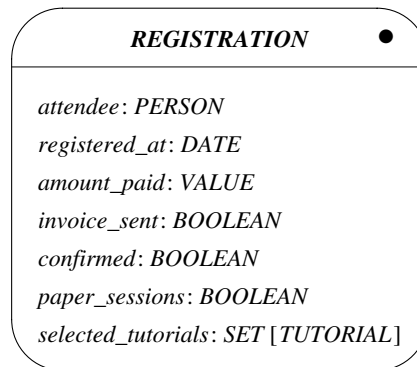 REGISTRATION ●
attendee: PERSON
registered_at: DATE
amount_paid: VALUE
invoice_sent: BOOLEAN
confirmed: BOOLEAN
paper_sessions: BOOLEAN
selected_tutorials: SET [TUTORIAL]